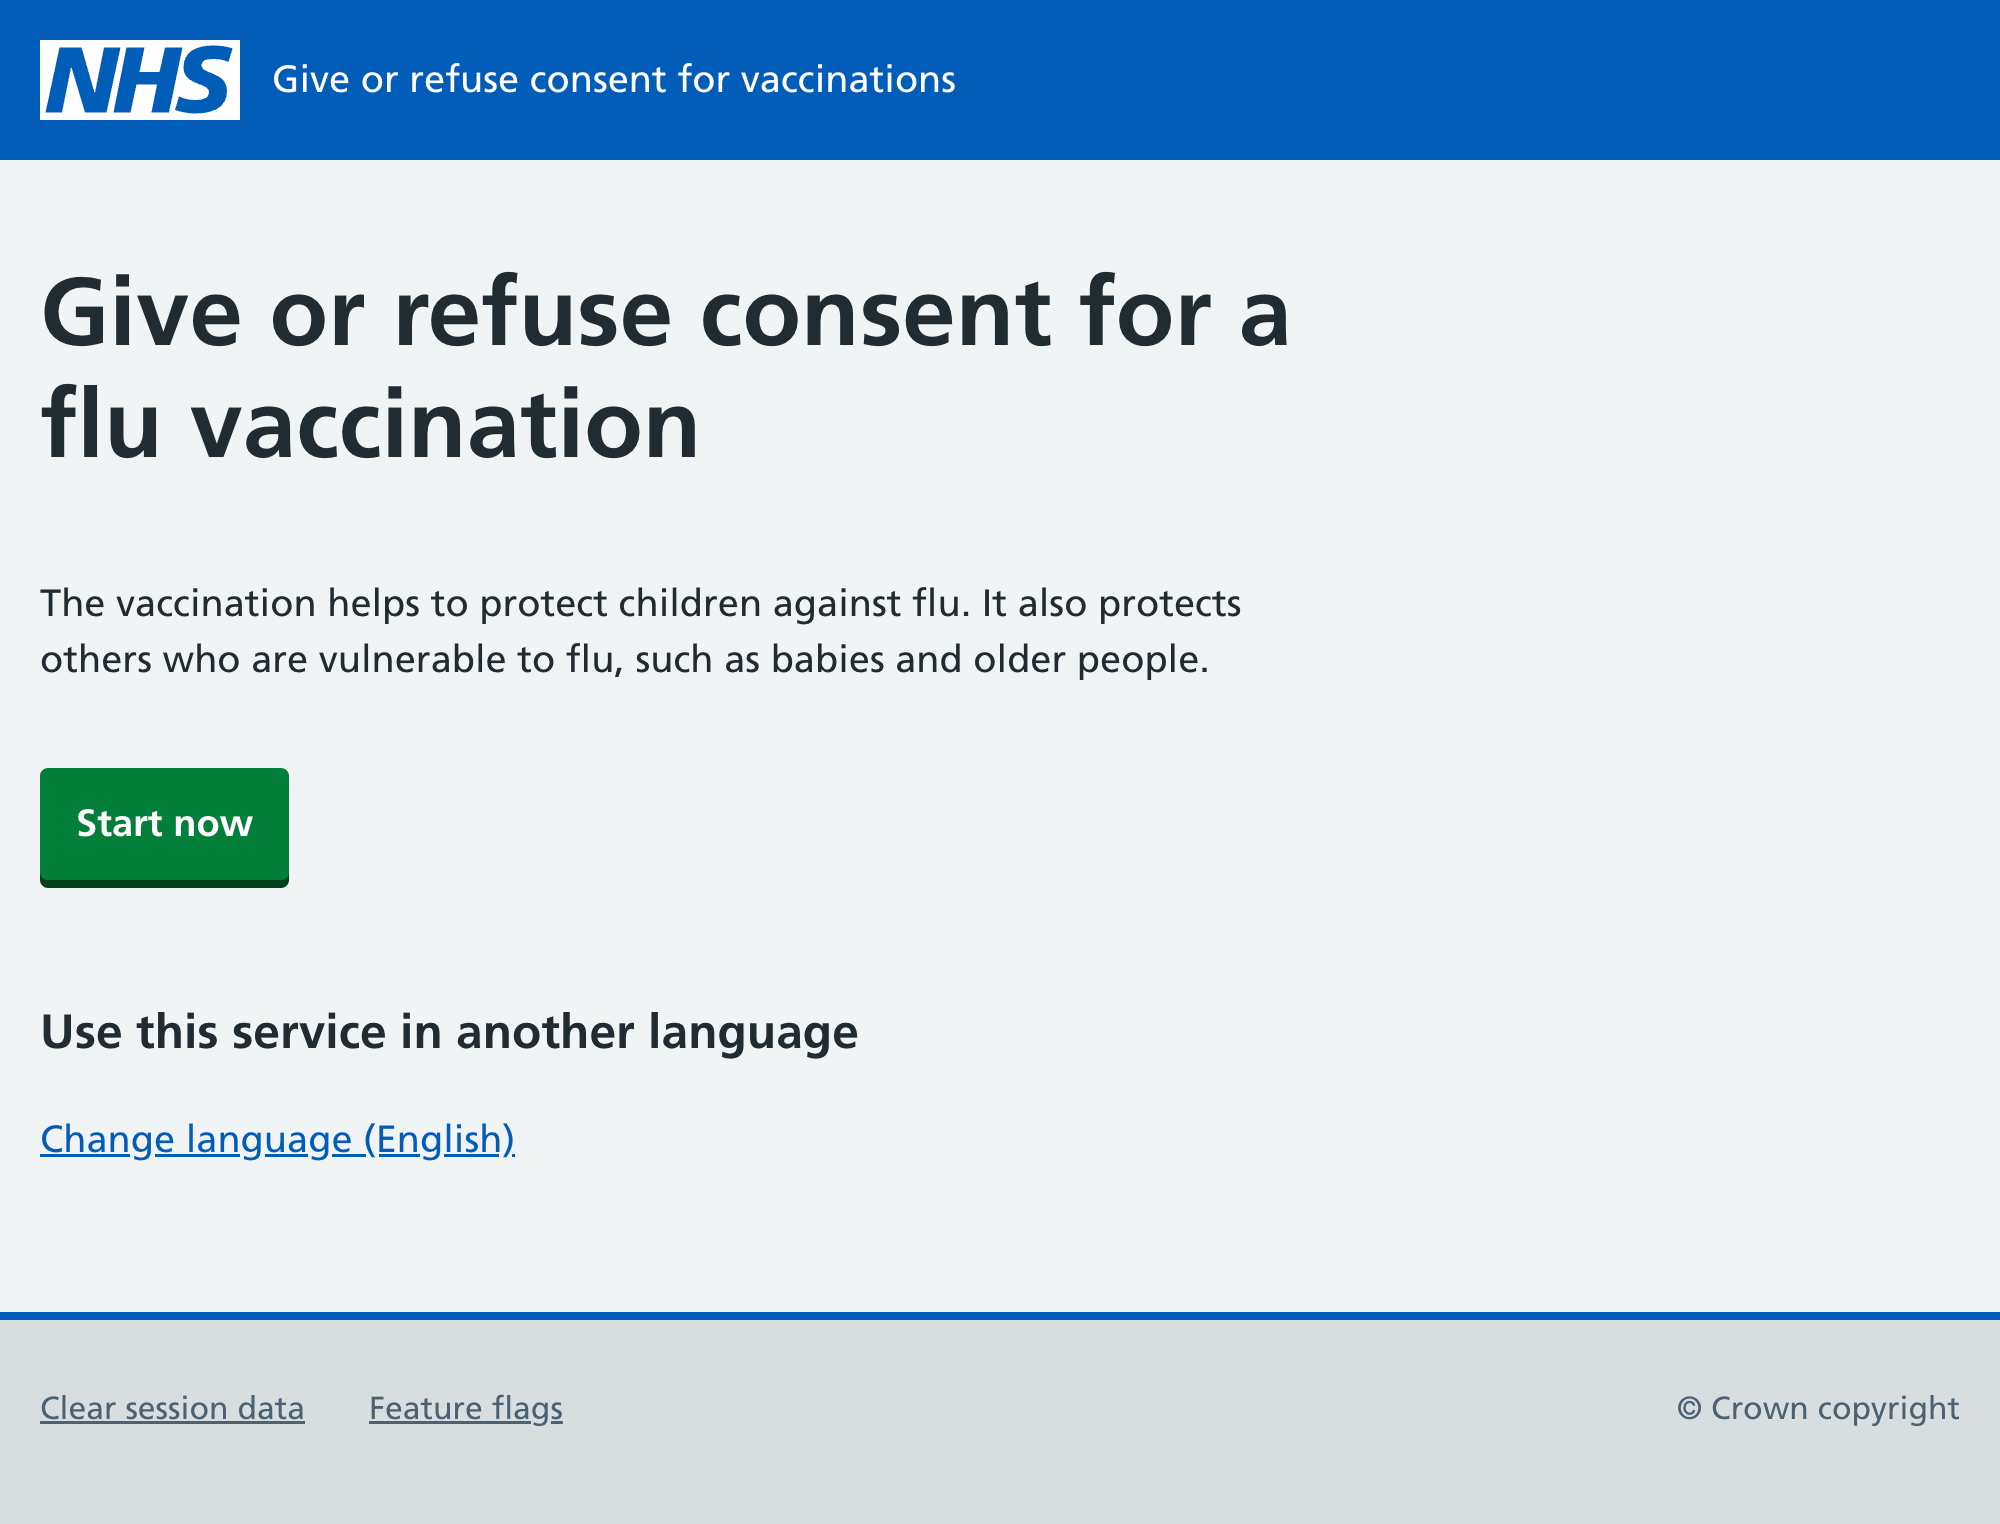 NHS Give or refuse consent for vaccinations
Give or refuse consent for a
flu vaccination
The vaccination helps to protect children against flu. It also protects
others who are vulnerable to flu, such as babies and older people.
Start now
Use this service in another language
Change language (English)
Clear session data Feature flags © Crown copyright